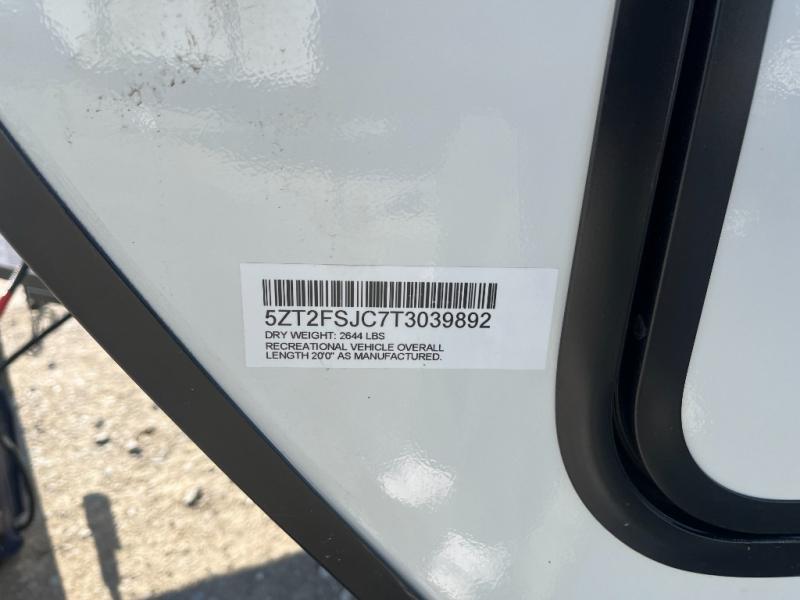 5ZT2FSJC7T3039892
DRY WEIGHT: 2644 LBS
RECREATIONAL VEHICLE OVERALL
LENGTH 20'0" AS MANUFACTURED.